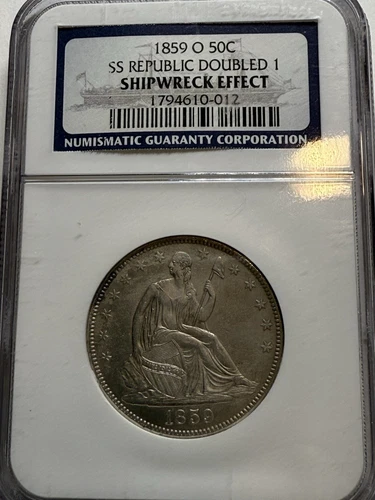 1859 O 50C
SS REPUBLIC DOUBLED 1
SHIPWRECK EFFECT
1794610-012
NUMISMATIC GUARANTY CORPORATION
1859